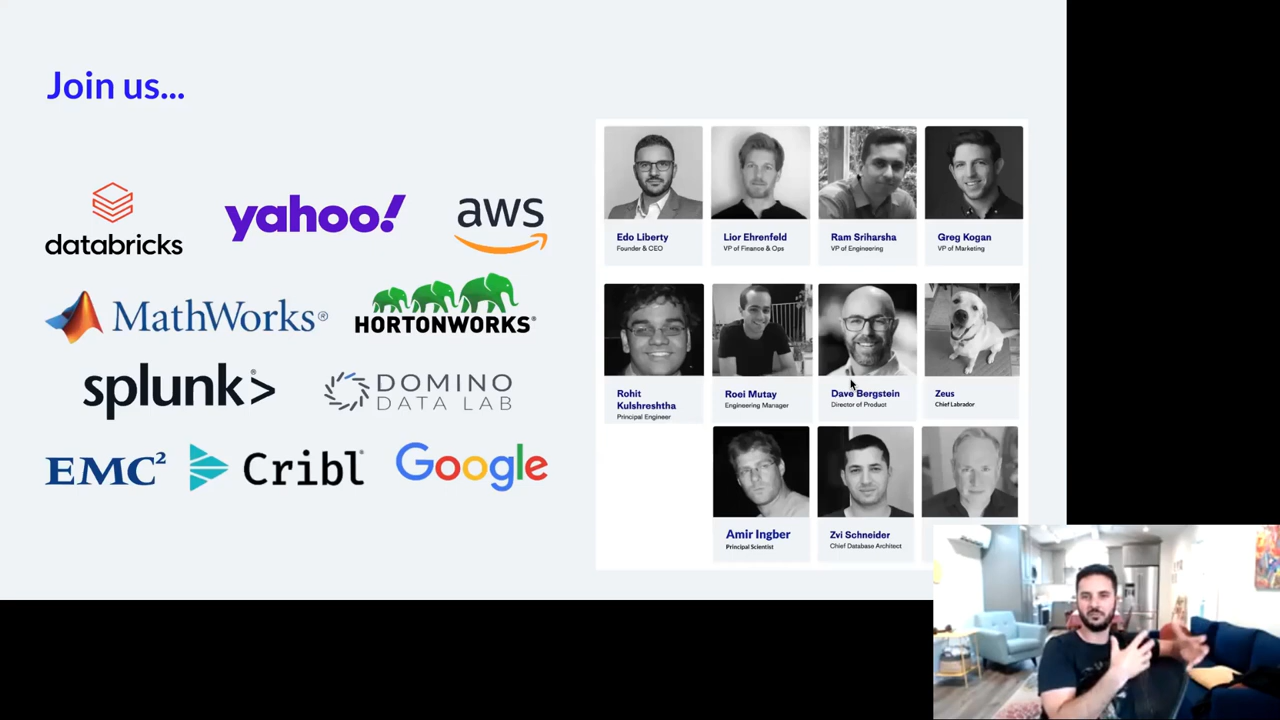 Join us...
databricks
yahoo!
aws
MathWorks®
HORTONWORKS®
splunk>®
DOMINO
DATA LAB
EMC²
Cribl®
Google
Edo Liberty
Founder & CEO
Lior Ehrenfeld
VP of Finance & Ops
Ram Sriharsha
VP of Engineering
Greg Kogan
VP of Marketing
Rohit
Kulshreshtha
Principal Engineer
Roei Mutay
Engineering Manager
Dave Bergstein
Director of Product
Zeus
Chief Labrador
Amir Ingber
Principal Scientist
Zvi Schneider
Chief Database Architect